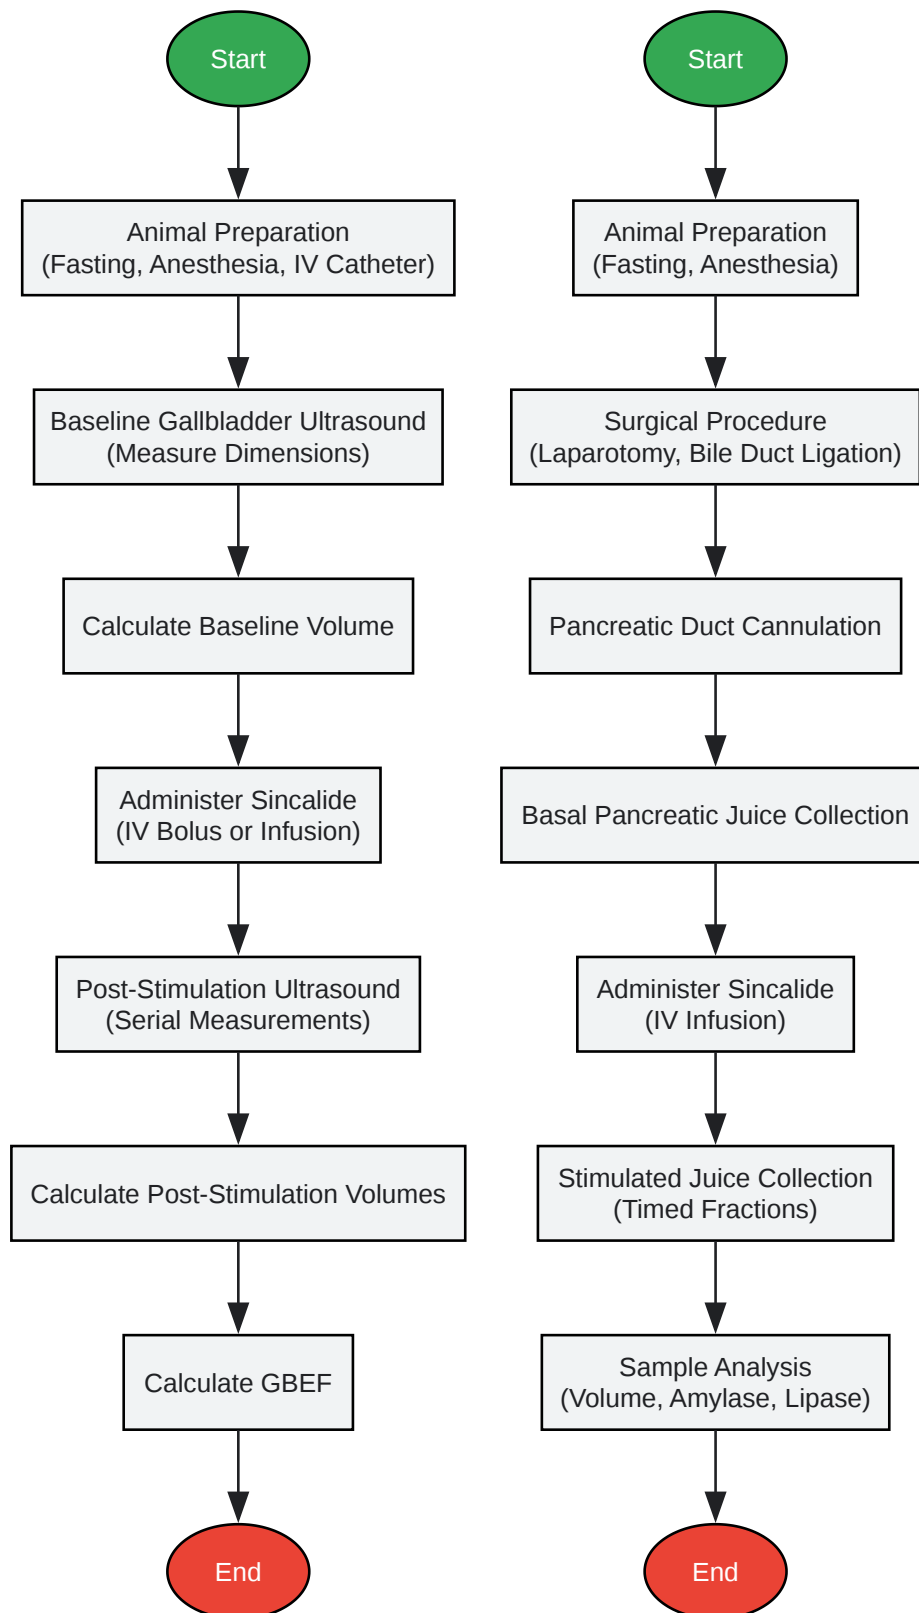 Start
Animal Preparation
(Fasting, Anesthesia, IV Catheter)
Baseline Gallbladder Ultrasound
(Measure Dimensions)
Calculate Baseline Volume
Administer Sincalide
(IV Bolus or Infusion)
Post-Stimulation Ultrasound
(Serial Measurements)
Calculate Post-Stimulation Volumes
Calculate GBEF
End
Start
Animal Preparation
(Fasting, Anesthesia)
Surgical Procedure
(Laparotomy, Bile Duct Ligation)
Pancreatic Duct Cannulation
Basal Pancreatic Juice Collection
Administer Sincalide
(IV Infusion)
Stimulated Juice Collection
(Timed Fractions)
Sample Analysis
(Volume, Amylase, Lipase)
End